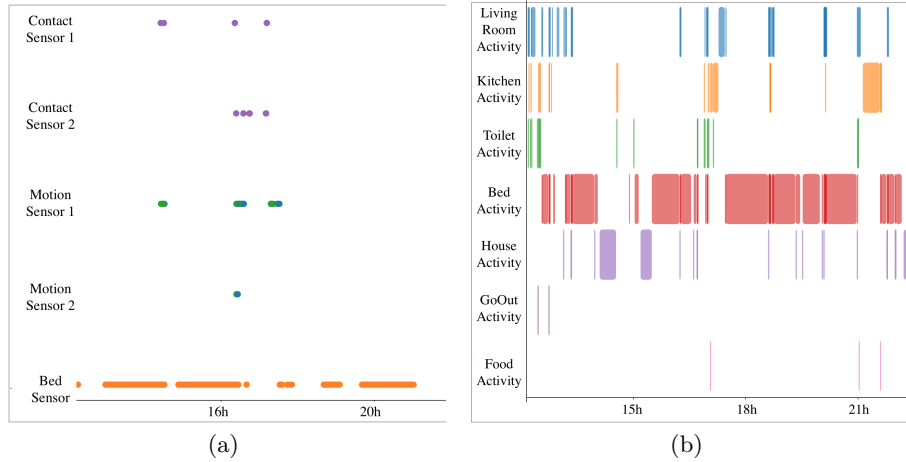 Contact
Sensor 1
Contact
Sensor 2
Motion
Sensor 1
Motion
Sensor 2
Bed
Sensor
16h
20h
(a)
Living
Room
Activity
Kitchen
Activity
Toilet
Activity
Bed
Activity
House
Activity
GoOut
Activity
Food
Activity
15h
18h
21h
(b)